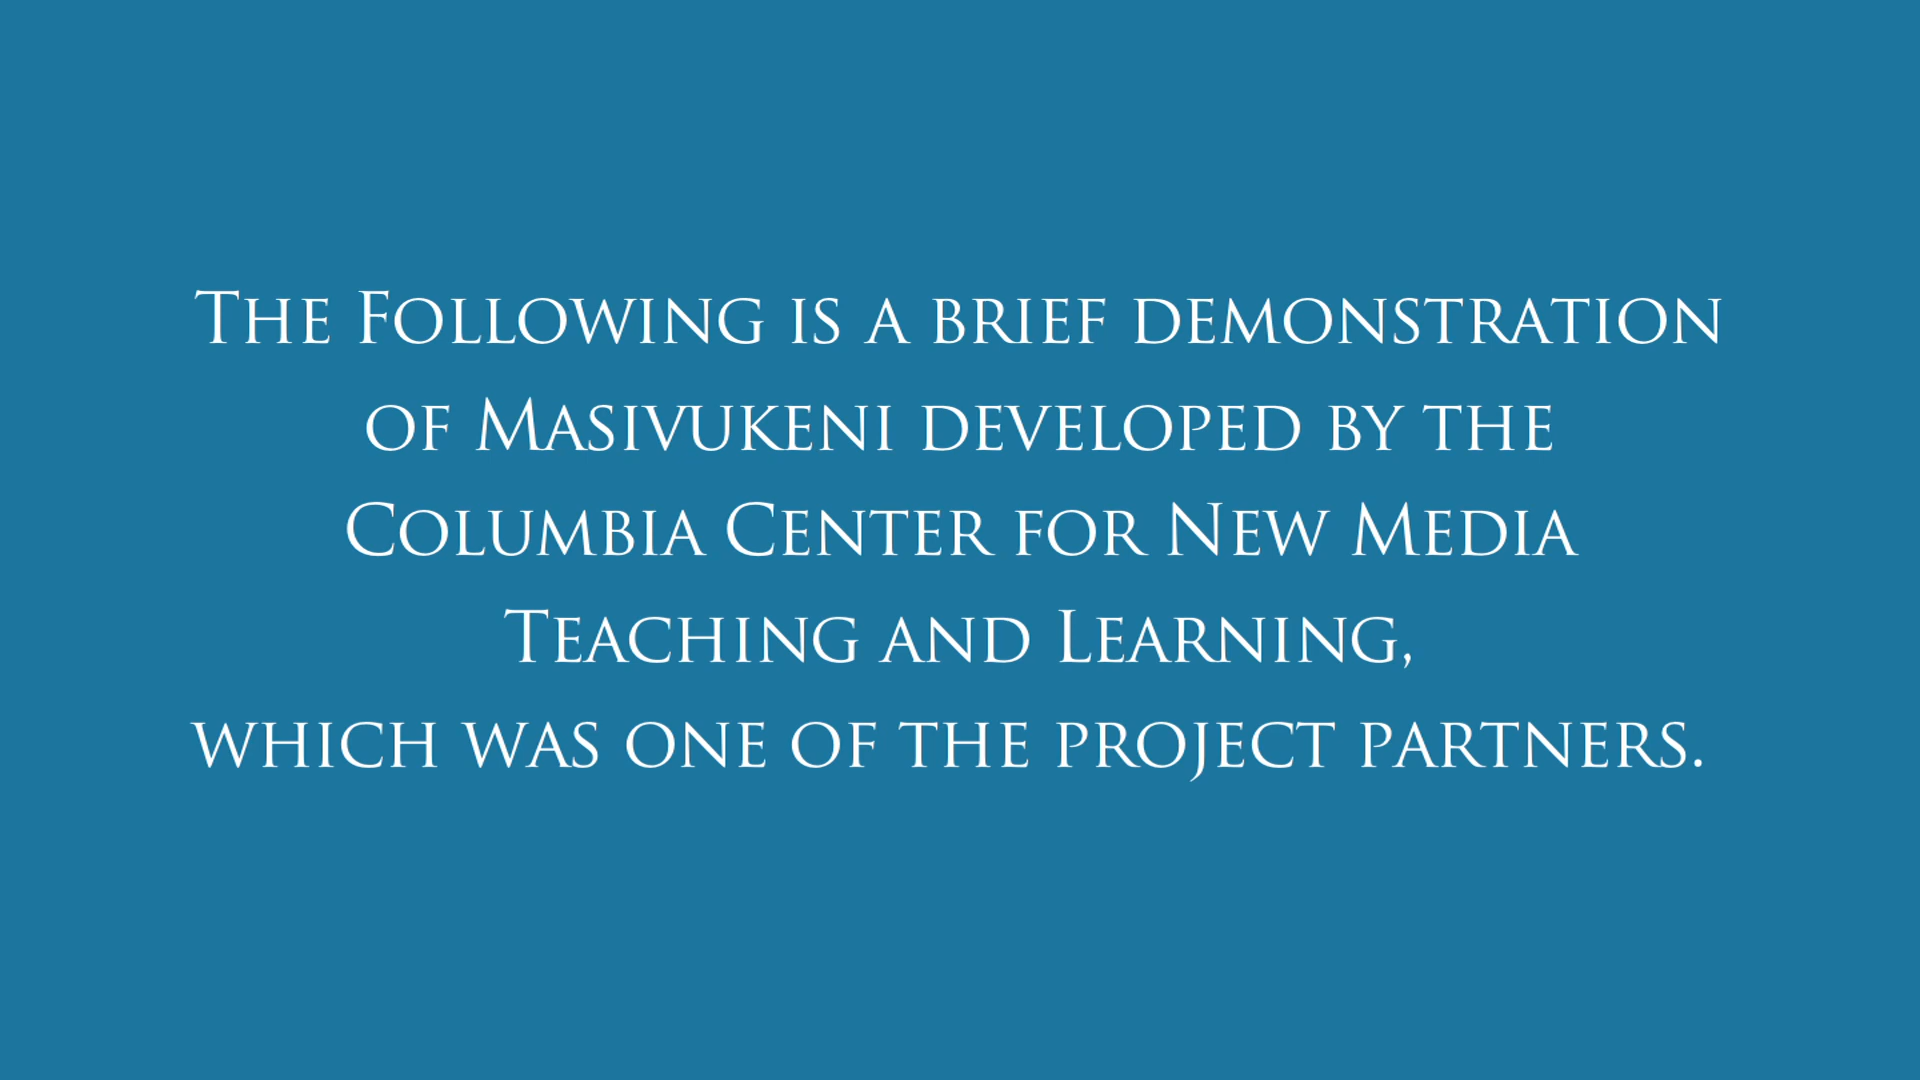 The Following is a brief demonstration
of Masivukeni developed by the
Columbia Center for New Media
Teaching and Learning,
which was one of the project partners.